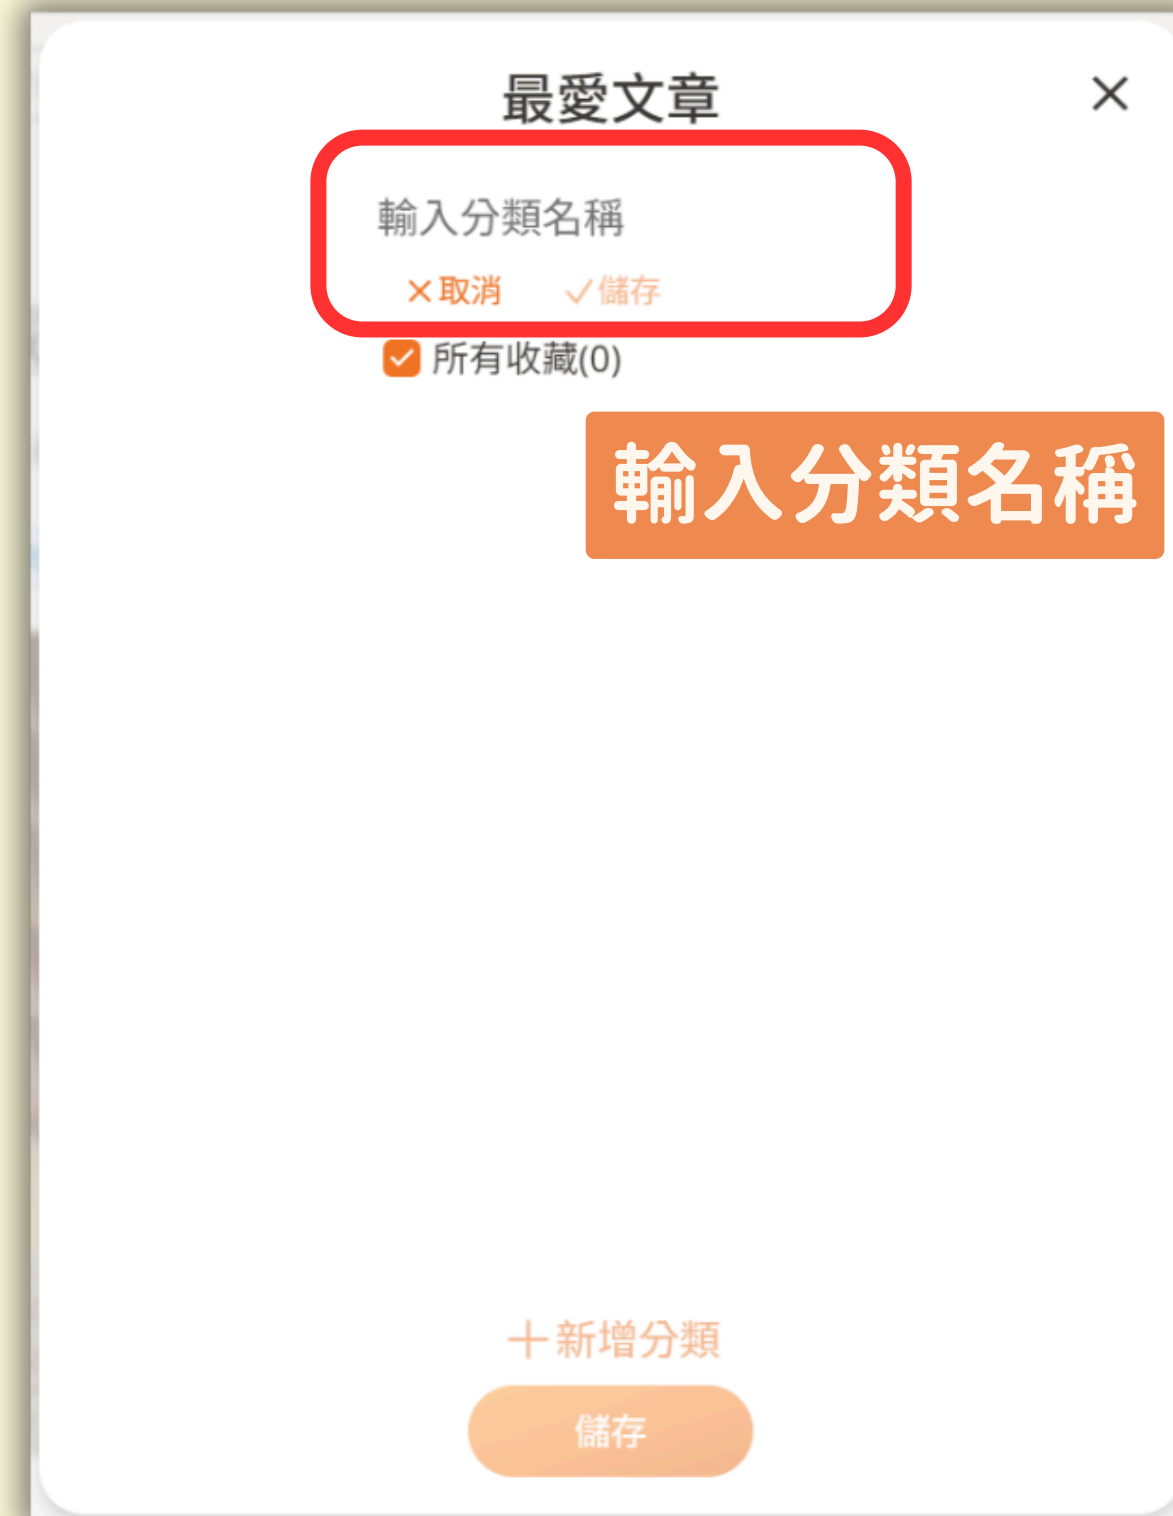 最愛文章
輸入分類名稱
取消 儲存
所有收藏(0)
輸入分類名稱
新增分類
儲存